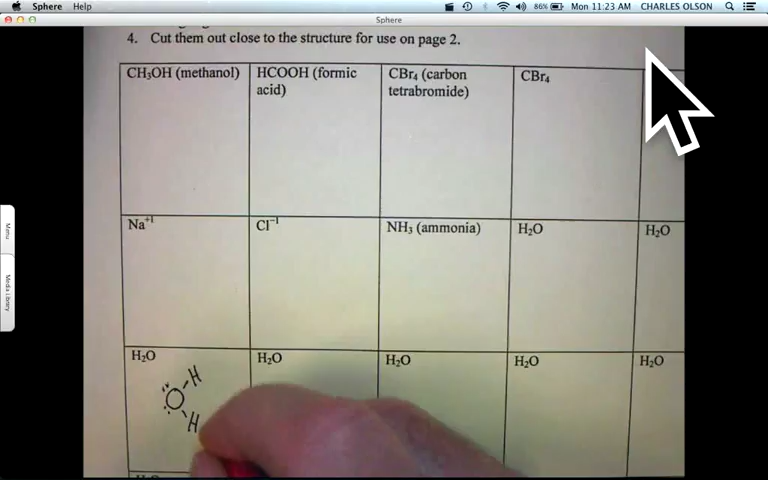 Sphere Help 86% Mon 11:23 AM CHARLES OLSON
Sphere
4. Cut them out close to the structure for use on page 2.
CH₃OH (methanol) HCOOH (formic acid) CBr₄ (carbon tetrabromide) CBr₄
Na⁺¹ Cl⁻¹ NH₃ (ammonia) H₂O H₂O
H₂O H₂O H₂O H₂O H₂O
H
O
H
Menu
Media Library